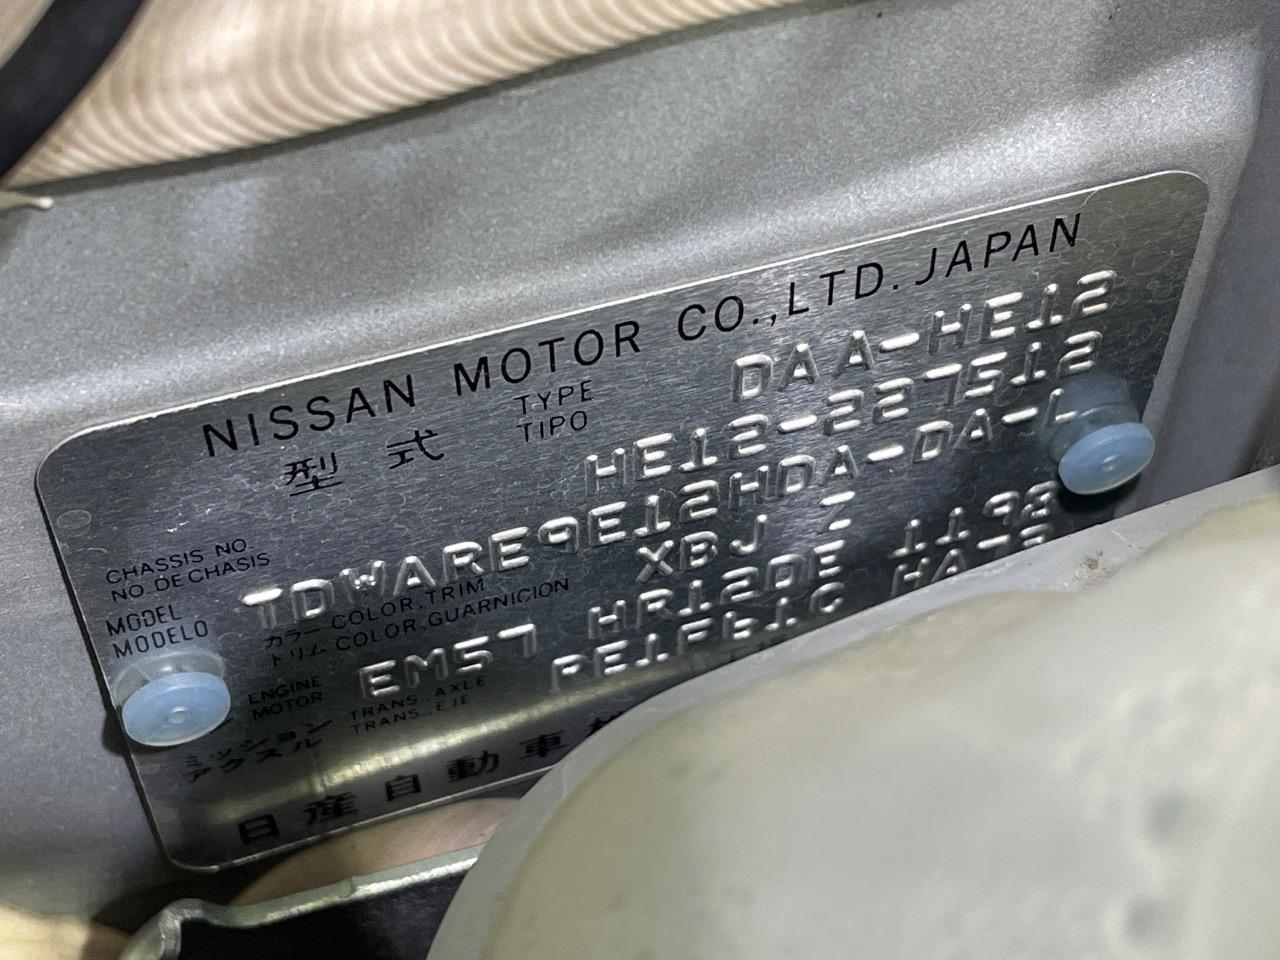 NISSAN MOTOR CO.,LTD. JAPAN
型式 TYPE TIPO DAA-HE12
CHASSIS NO. NO.DE CHASIS HE12-227512
MODEL MODELO TDWARE9E12HDA-DA-L
カラー トリム COLOR,TRIM COLOR,GUARNICION XBJ Z
ENGINE MOTOR EM57 HR12DE 1198
ミッション アクスル TRANS.,AXLE TRANS.,EJE RE1F61C
日産自動車